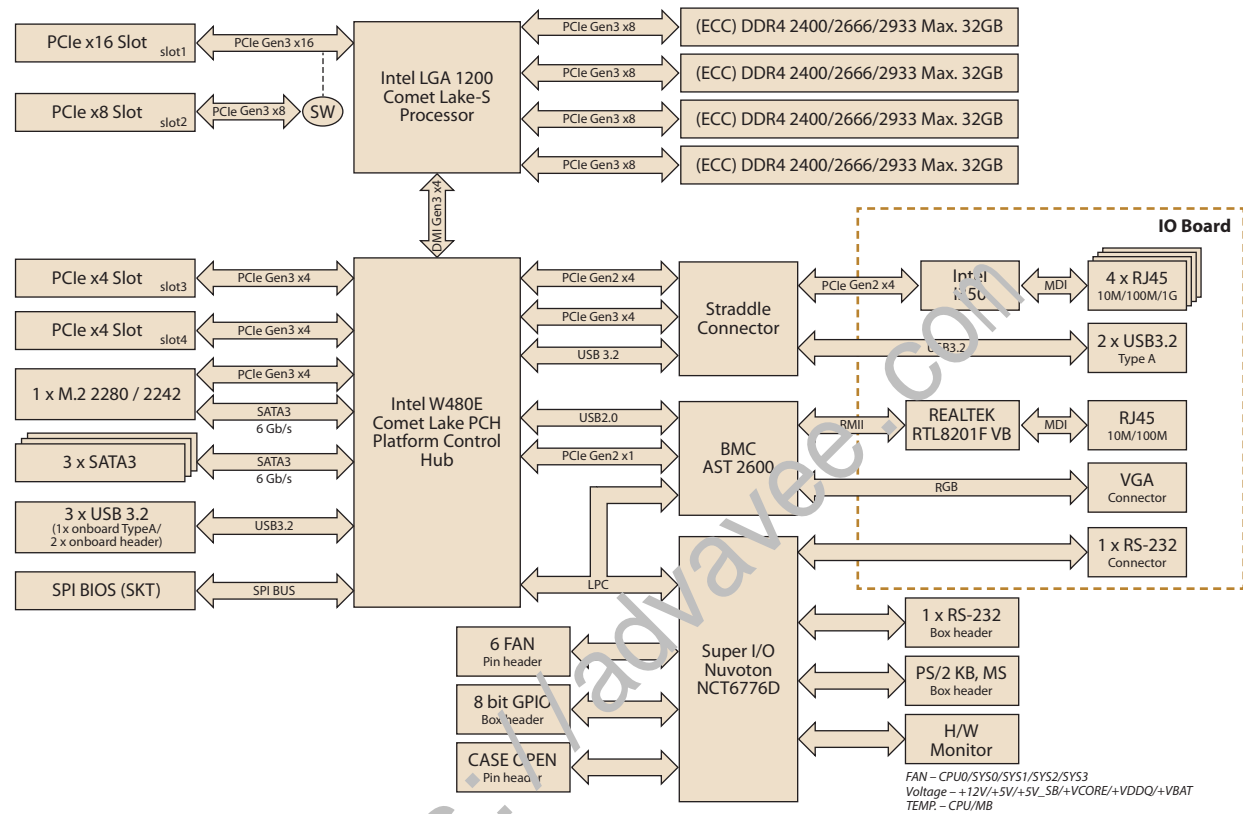 PCIe x16 Slot slot1
PCIe Gen3 x16
PCIe x8 Slot slot2
PCIe Gen3 x8
SW
Intel LGA 1200
Comet Lake-S
Processor
PCIe Gen3 x8
(ECC) DDR4 2400/2666/2933 Max. 32GB
PCIe Gen3 x8
(ECC) DDR4 2400/2666/2933 Max. 32GB
PCIe Gen3 x8
(ECC) DDR4 2400/2666/2933 Max. 32GB
PCIe Gen3 x8
(ECC) DDR4 2400/2666/2933 Max. 32GB
DMI Gen3 x4
PCIe x4 Slot slot3
PCIe Gen3 x4
PCIe x4 Slot slot4
PCIe Gen3 x4
1 x M.2 2280 / 2242
PCIe Gen3 x4
SATA3
6 Gb/s
3 x SATA3
SATA3
6 Gb/s
3 x USB 3.2
(1x onboard TypeA/
2 x onboard header)
USB3.2
SPI BIOS (SKT)
SPI BUS
Intel W480E
Comet Lake PCH
Platform Control
Hub
PCIe Gen2 x4
PCIe Gen3 x4
USB 3.2
USB2.0
PCIe Gen2 x1
LPC
Straddle
Connector
BMC
AST 2600
IO Board
PCIe Gen2 x4
Intel
MDI
4 x RJ45
10M/100M/1G
USB3.2
2 x USB3.2
Type A
RMII
REALTEK
RTL8201F VB
MDI
RJ45
10M/100M
RGB
VGA
Connector
1 x RS-232
Connector
6 FAN
Pin header
8 bit GPIO
Box header
CASE OPEN
Pin header
Super I/O
Nuvoton
NCT6776D
1 x RS-232
Box header
PS/2 KB, MS
Box header
H/W
Monitor
FAN – CPU0/SYS0/SYS1/SYS2/SYS3
Voltage – +12V/+5V/+5V_SB/+VCORE/+VDDQ/+VBAT
TEMP. – CPU/MB
s://advavee.com